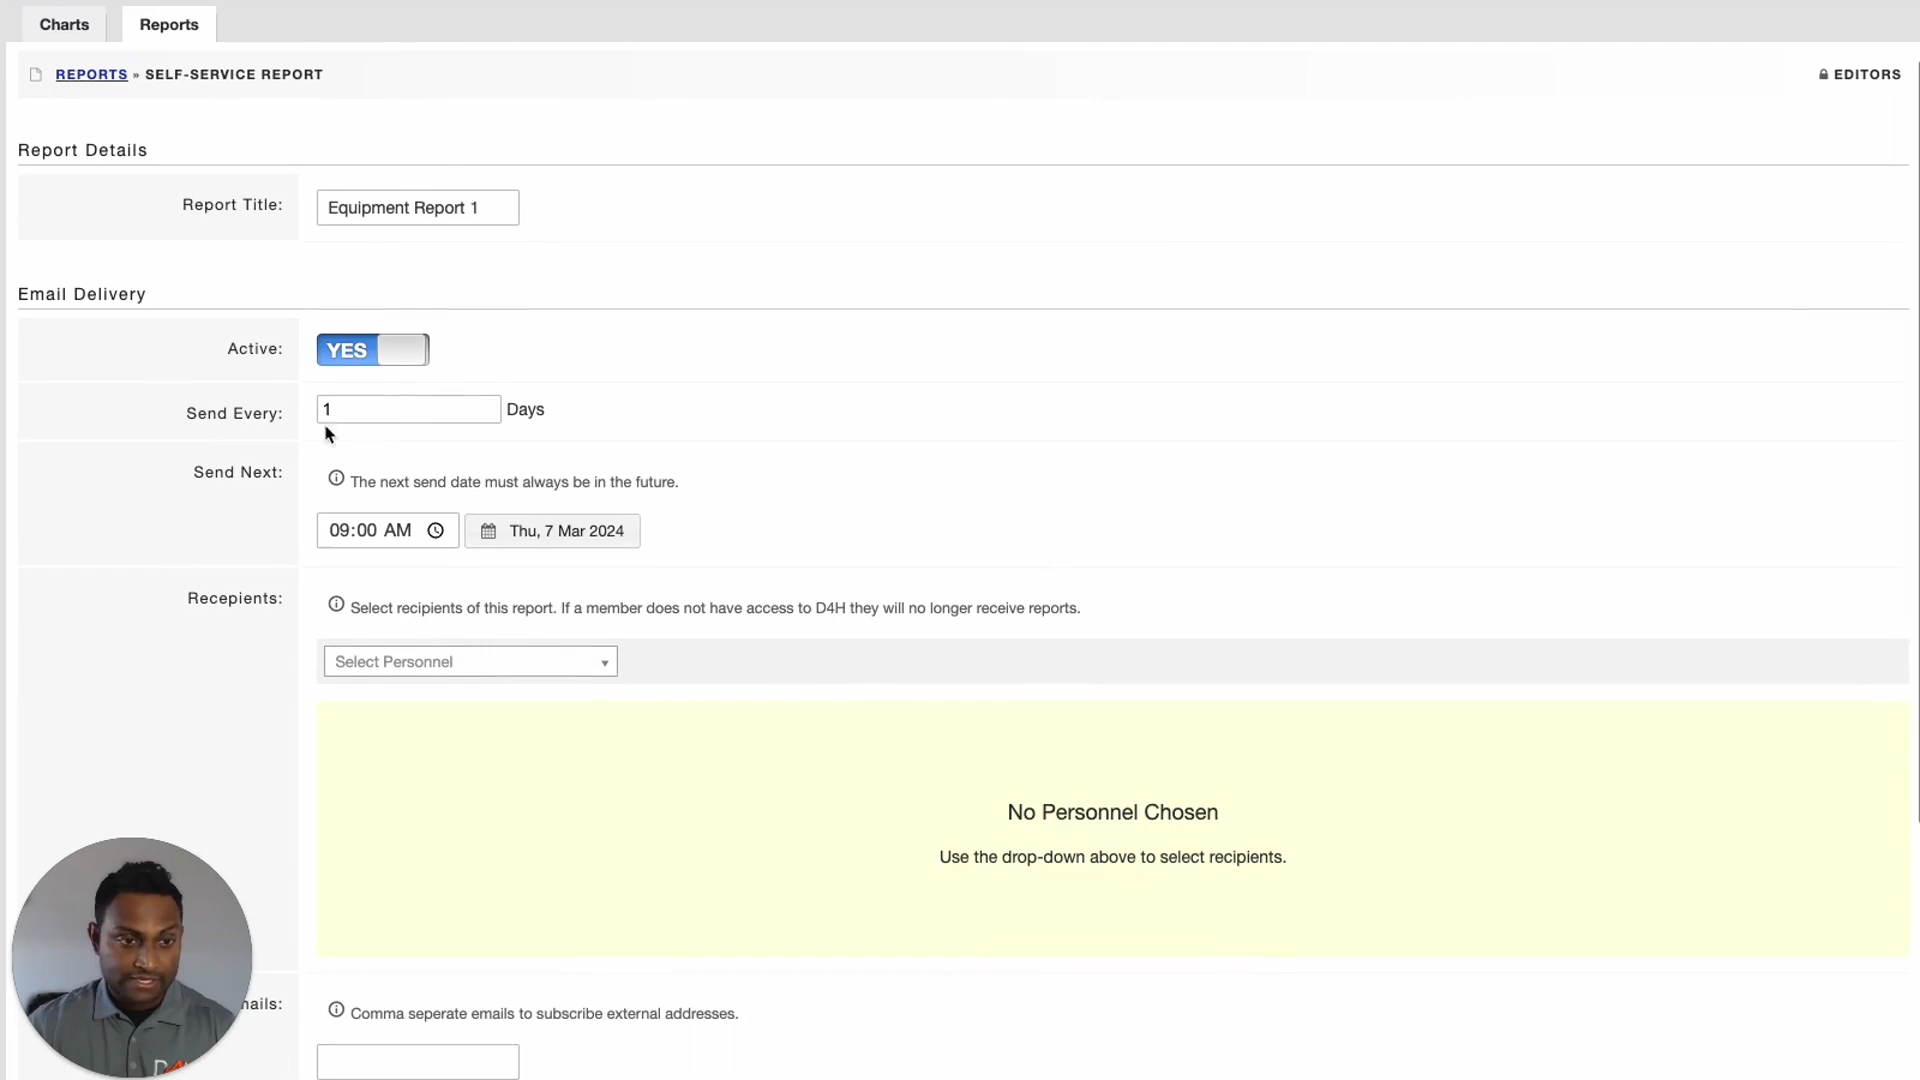 Charts
Reports
REPORTS » SELF-SERVICE REPORT
EDITORS
Report Details
Report Title:
Equipment Report 1
Email Delivery
Active:
YES
Send Every:
1
Days
Send Next:
The next send date must always be in the future.
09:00 AM
Thu, 7 Mar 2024
Recepients:
Select recipients of this report. If a member does not have access to D4H they will no longer receive reports.
Select Personnel
No Personnel Chosen
Use the drop-down above to select recipients.
Comma seperate emails to subscribe external addresses.